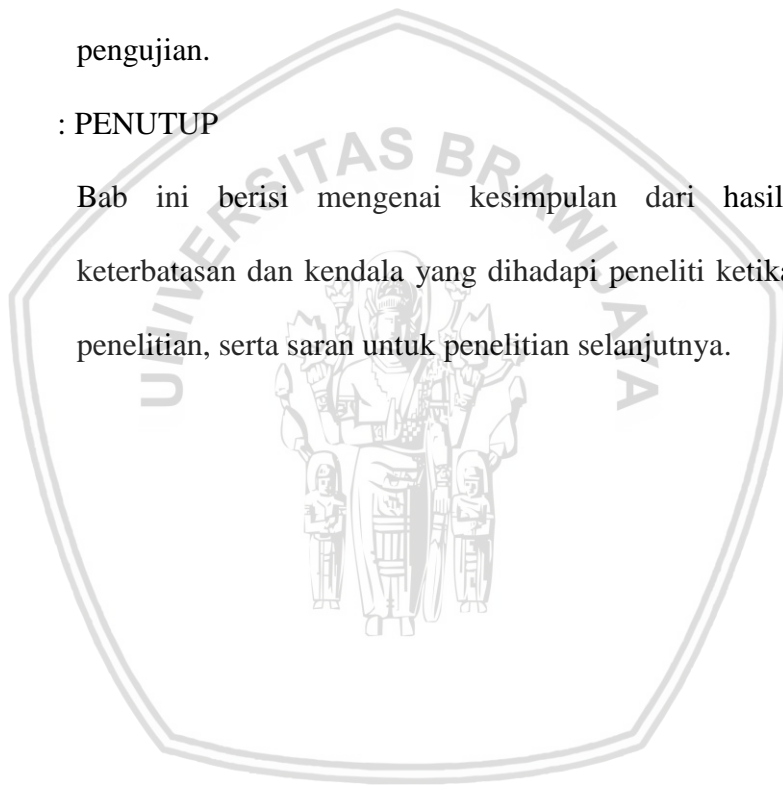 pengujian.
: PENUTUP
UNIVERSITAS BRAWIJAYA
Bab ini berisi mengenai kesimpulan dari hasil
keterbatasan dan kendala yang dihadapi peneliti ketika
penelitian, serta saran untuk penelitian selanjutnya.